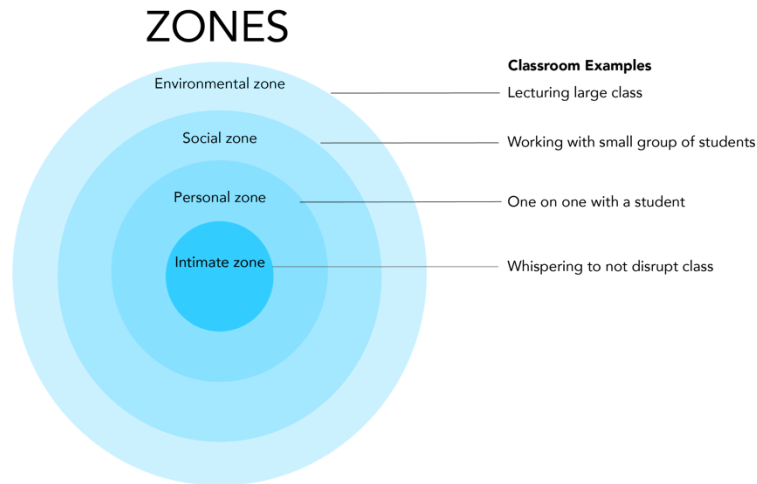 ZONES
Classroom Examples
Environmental zone
Lecturing large class
Social zone
Working with small group of students
Personal zone
One on one with a student
Intimate zone
Whispering to not disrupt class